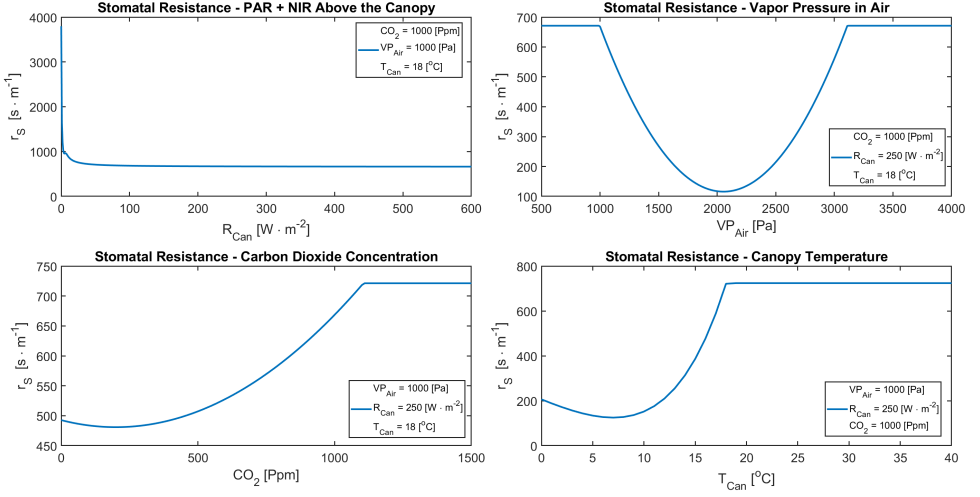 Stomatal Resistance - PAR + NIR Above the Canopy
4000
3000
2000
1000
0
r_S [s · m^-1]
CO_2 = 1000 [Ppm]
VP_Air = 1000 [Pa]
T_Can = 18 [°C]
0 100 200 300 400 500 600
R_Can [W · m^-2]
Stomatal Resistance - Vapor Pressure in Air
700
600
500
400
300
200
100
r_S [s · m^-1]
CO_2 = 1000 [Ppm]
R_Can = 250 [W · m^-2]
T_Can = 18 [°C]
500 1000 1500 2000 2500 3000 3500 4000
VP_Air [Pa]
Stomatal Resistance - Carbon Dioxide Concentration
750
700
650
600
550
500
450
r_S [s · m^-1]
VP_Air = 1000 [Pa]
R_Can = 250 [W · m^-2]
T_Can = 18 [°C]
0 500 1000 1500
CO_2 [Ppm]
Stomatal Resistance - Canopy Temperature
800
600
400
200
0
r_S [s · m^-1]
VP_Air = 1000 [Pa]
R_Can = 250 [W · m^-2]
CO_2 = 1000 [Ppm]
0 5 10 15 20 25 30 35 40
T_Can [°C]